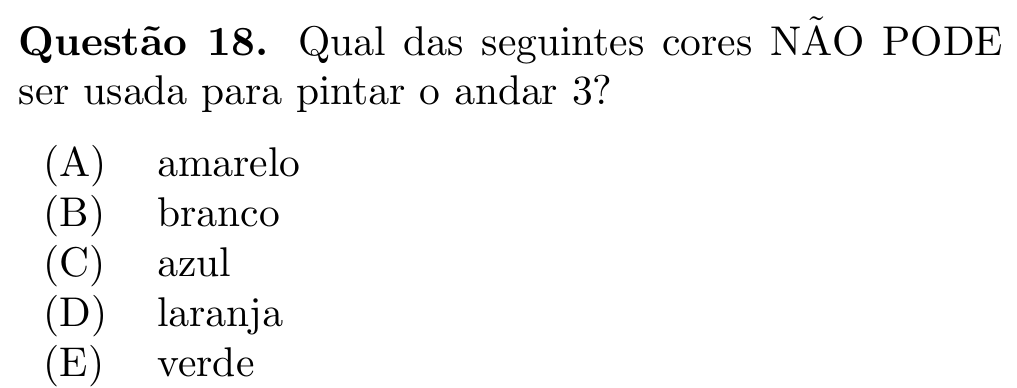 Questão 18. Qual das seguintes cores NÃO PODE
ser usada para pintar o andar 3?
(A) amarelo
(B) branco
(C) azul
(D) laranja
(E) verde